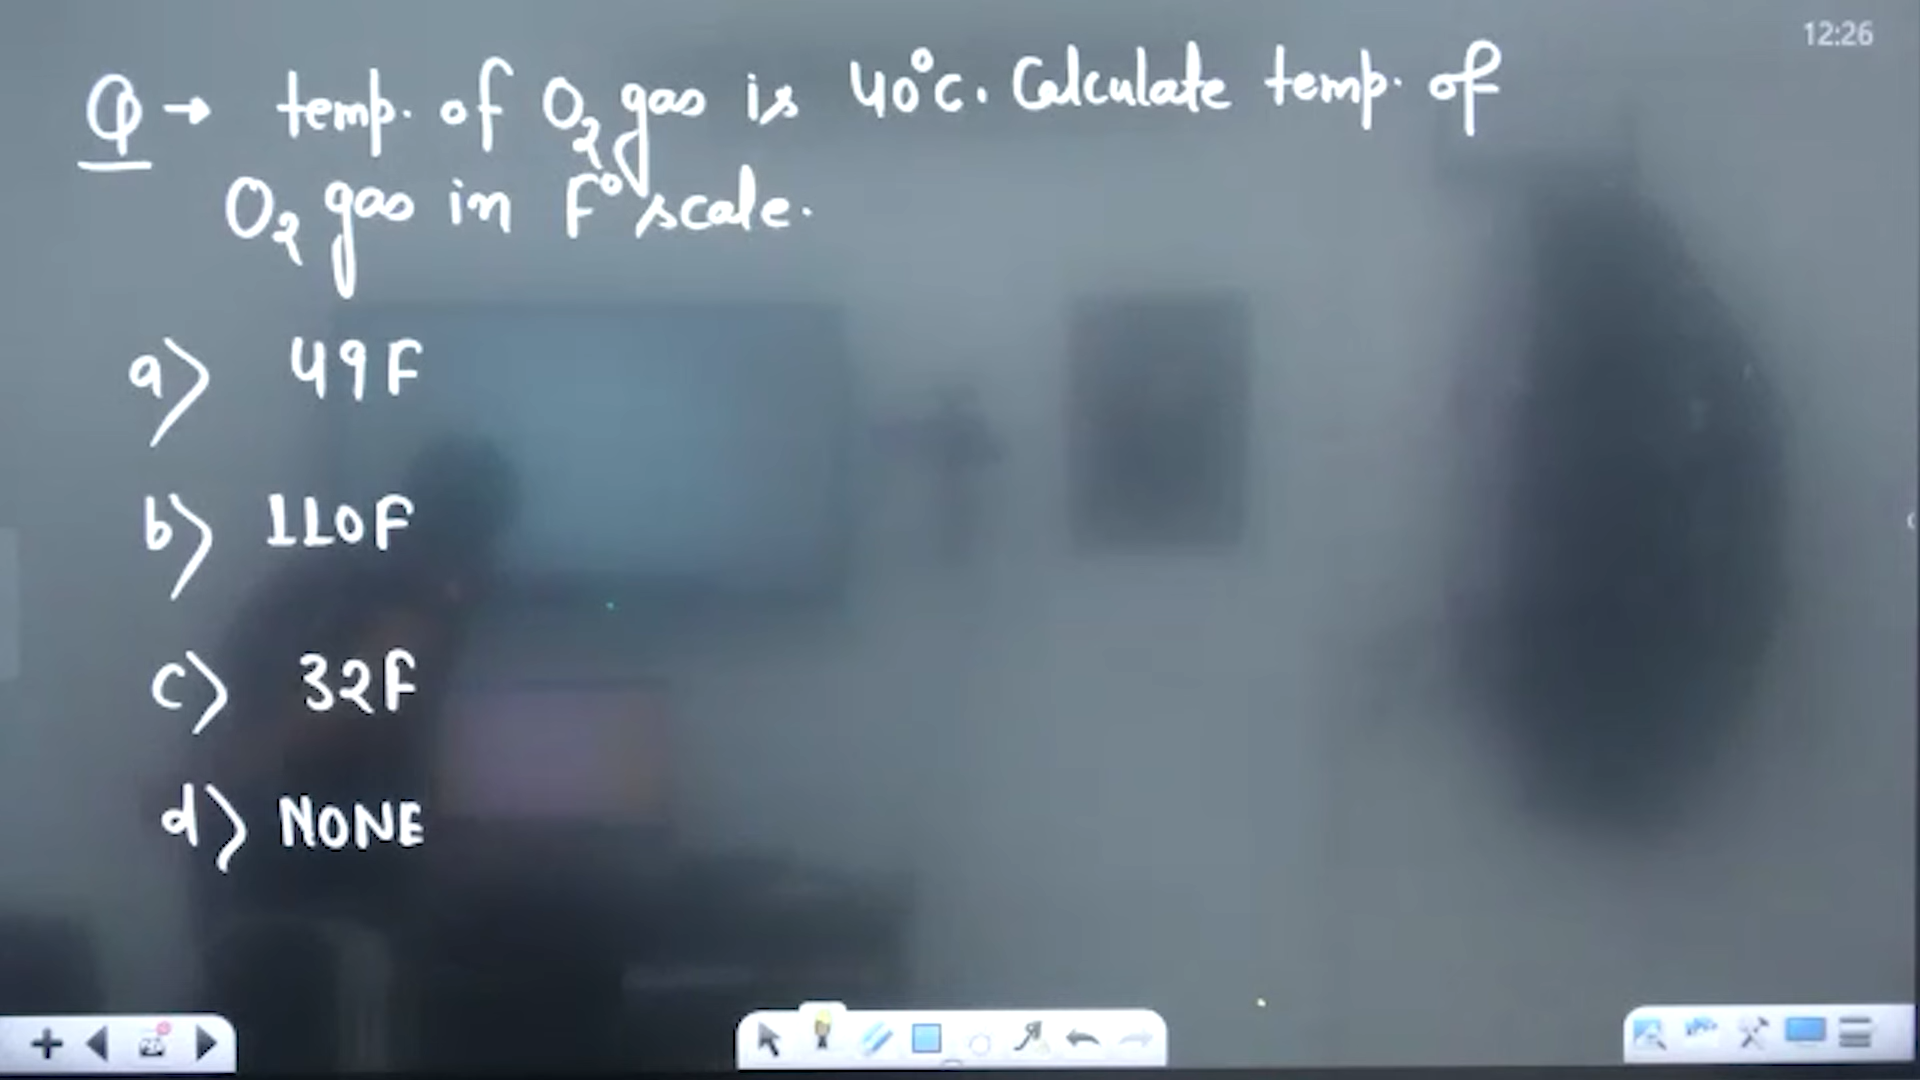 12:26
Q → temp. of O₂ gas is 40°C. Calculate temp. of
O₂ gas in F° scale.
a) 49F
b) 110F
c) 32F
d) NONE